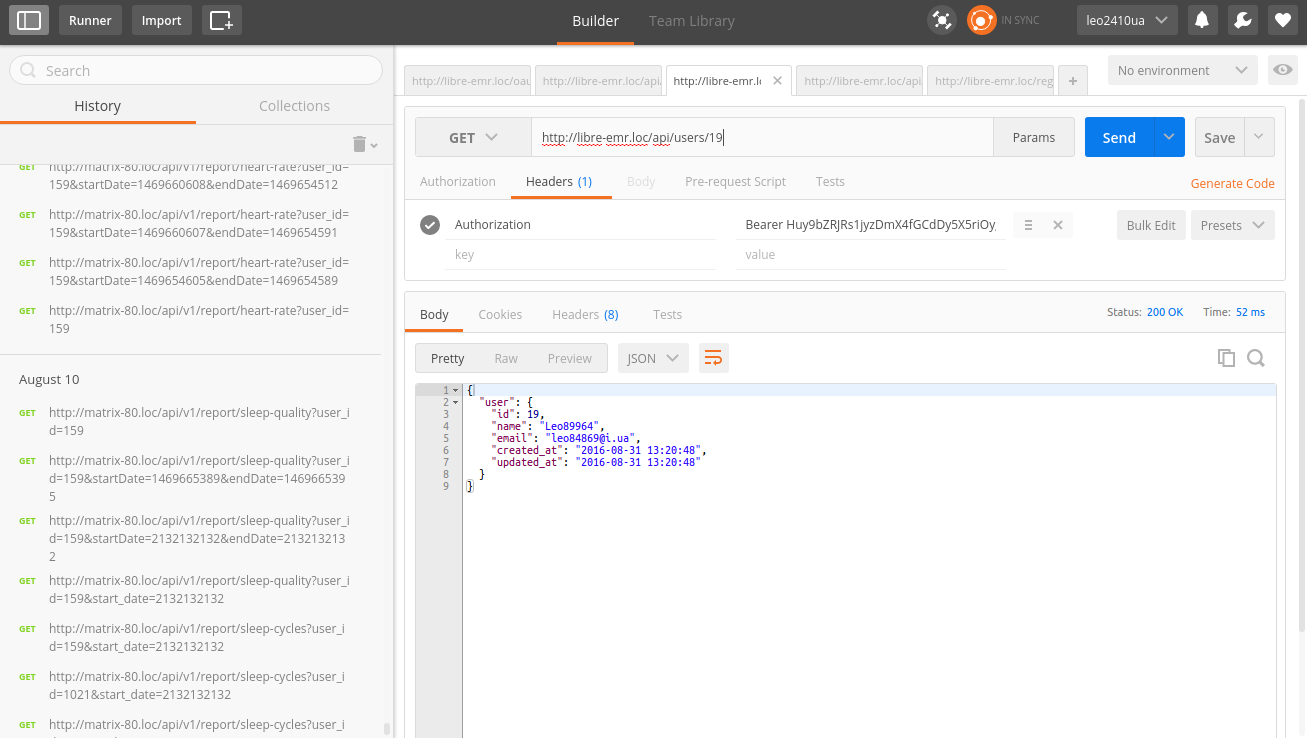 Runner
Import
Builder
Team Library
IN SYNC
leo2410ua
Search
History
Collections
GET http://matrix-80.loc/api/v1/report/heart-rate?user_id=
159&startDate=1469660608&endDate=1469654512
GET http://matrix-80.loc/api/v1/report/heart-rate?user_id=
159&startDate=1469660607&endDate=1469654591
GET http://matrix-80.loc/api/v1/report/heart-rate?user_id=
159&startDate=1469654605&endDate=1469654589
GET http://matrix-80.loc/api/v1/report/heart-rate?user_id=
159
August 10
GET http://matrix-80.loc/api/v1/report/sleep-quality?user_i
d=159
GET http://matrix-80.loc/api/v1/report/sleep-quality?user_i
d=159&startDate=1469665389&endDate=146966539
5
GET http://matrix-80.loc/api/v1/report/sleep-quality?user_i
d=159&startDate=2132132132&endDate=213213213
2
GET http://matrix-80.loc/api/v1/report/sleep-quality?user_i
d=159&start_date=2132132132
GET http://matrix-80.loc/api/v1/report/sleep-cycles?user_i
d=159&start_date=2132132132
GET http://matrix-80.loc/api/v1/report/sleep-cycles?user_i
d=1021&start_date=2132132132
GET http://matrix-80.loc/api/v1/report/sleep-cycles?user_i
http://libre-emr.loc/oau
http://libre-emr.loc/api/
http://libre-emr.l
http://libre-emr.loc/api
http://libre-emr.loc/reg
+
No environment
GET
http://libre-emr.loc/api/users/19
Params
Send
Save
Authorization
Headers (1)
Body
Pre-request Script
Tests
Generate Code
Authorization
Bearer Huy9bZRJRs1jyzDmX4fGCdDy5X5riOy
Bulk Edit
Presets
key
value
Body
Cookies
Headers (8)
Tests
Status: 200 OK
Time: 52 ms
Pretty
Raw
Preview
JSON
1 {
2 "user": {
3 "id": 19,
4 "name": "Leo89964",
5 "email": "leo84869@i.ua",
6 "created_at": "2016-08-31 13:20:48",
7 "updated_at": "2016-08-31 13:20:48"
8 }
9 }